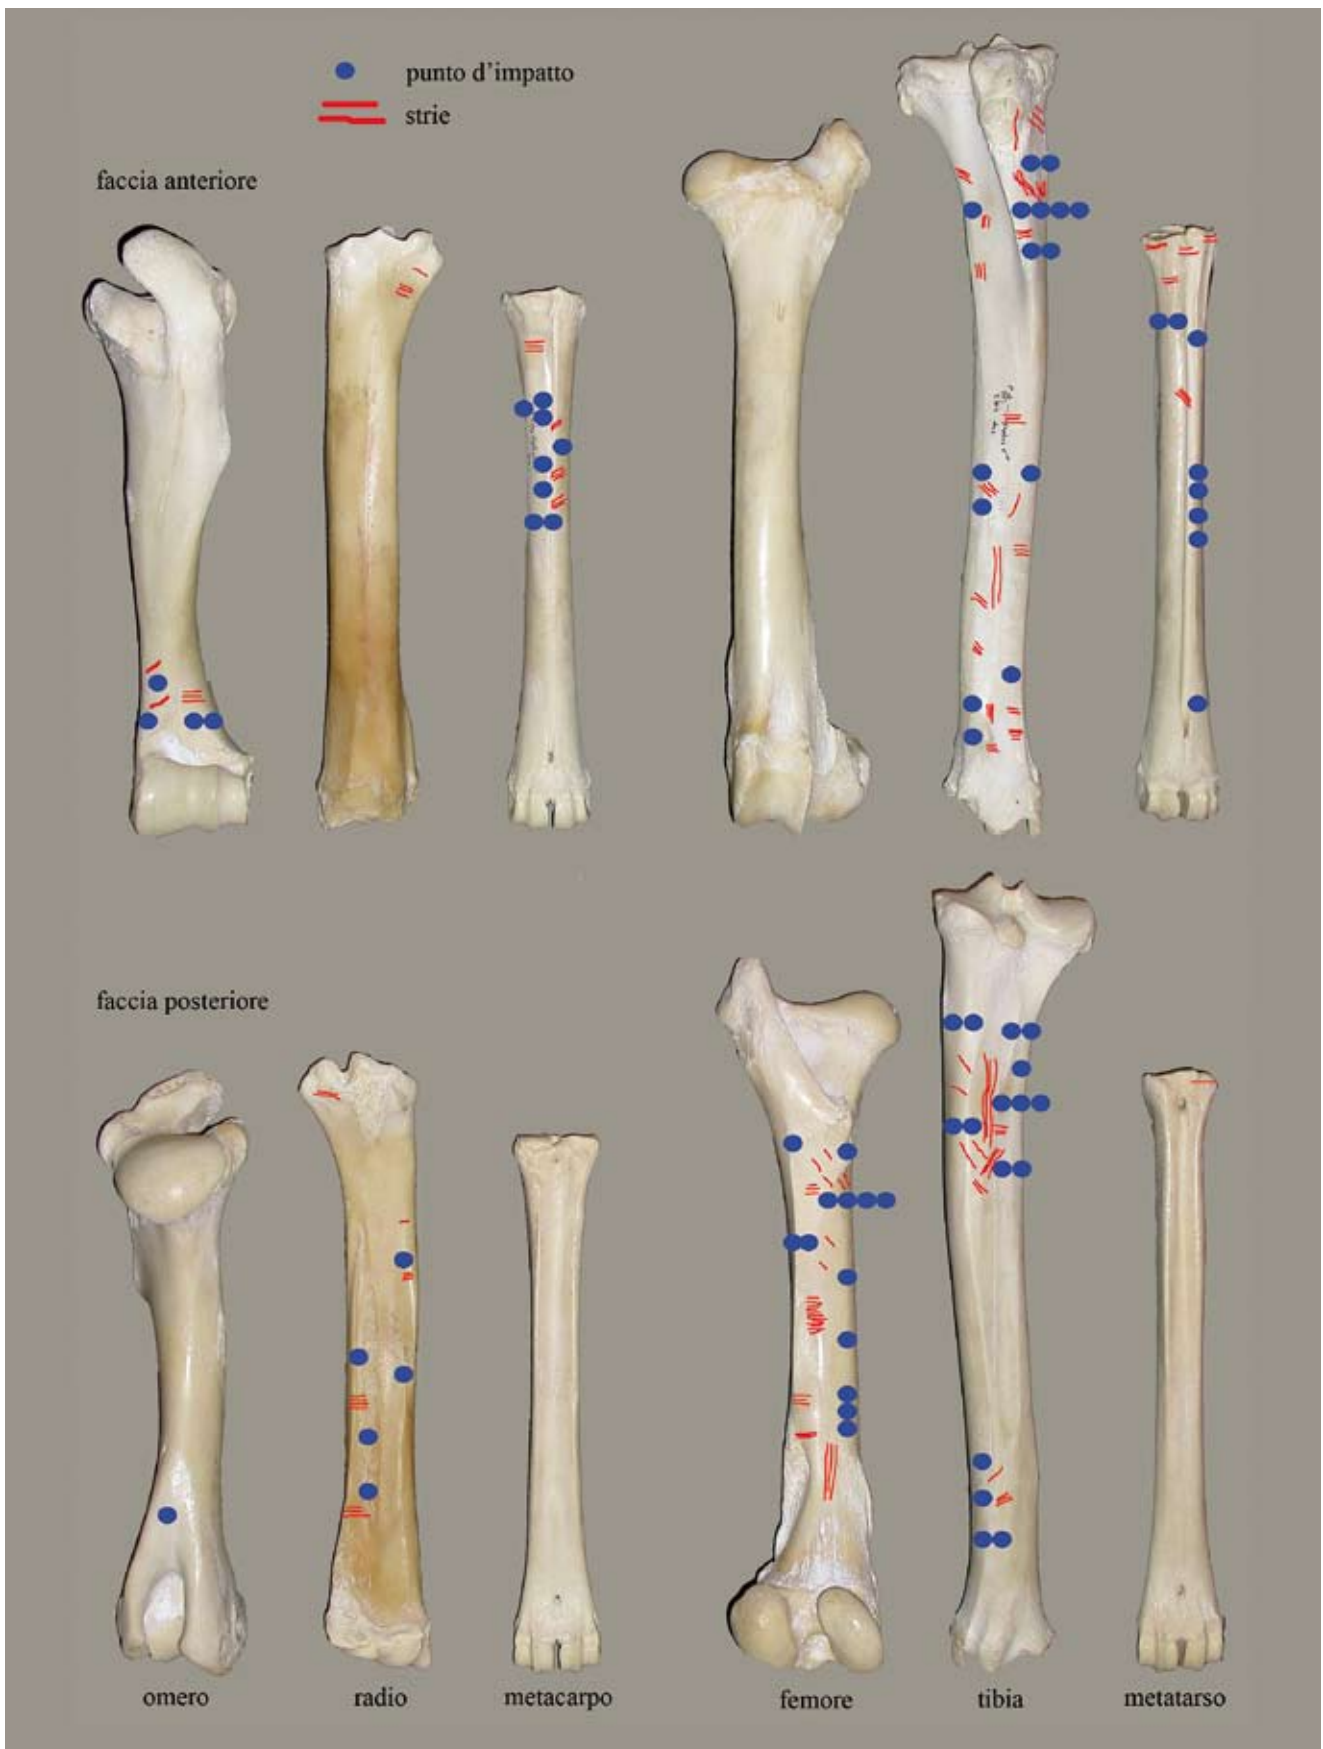 punto d'impatto
strie
faccia anteriore
faccia posteriore
omero
radio
metacarpo
femore
tibia
metatarso